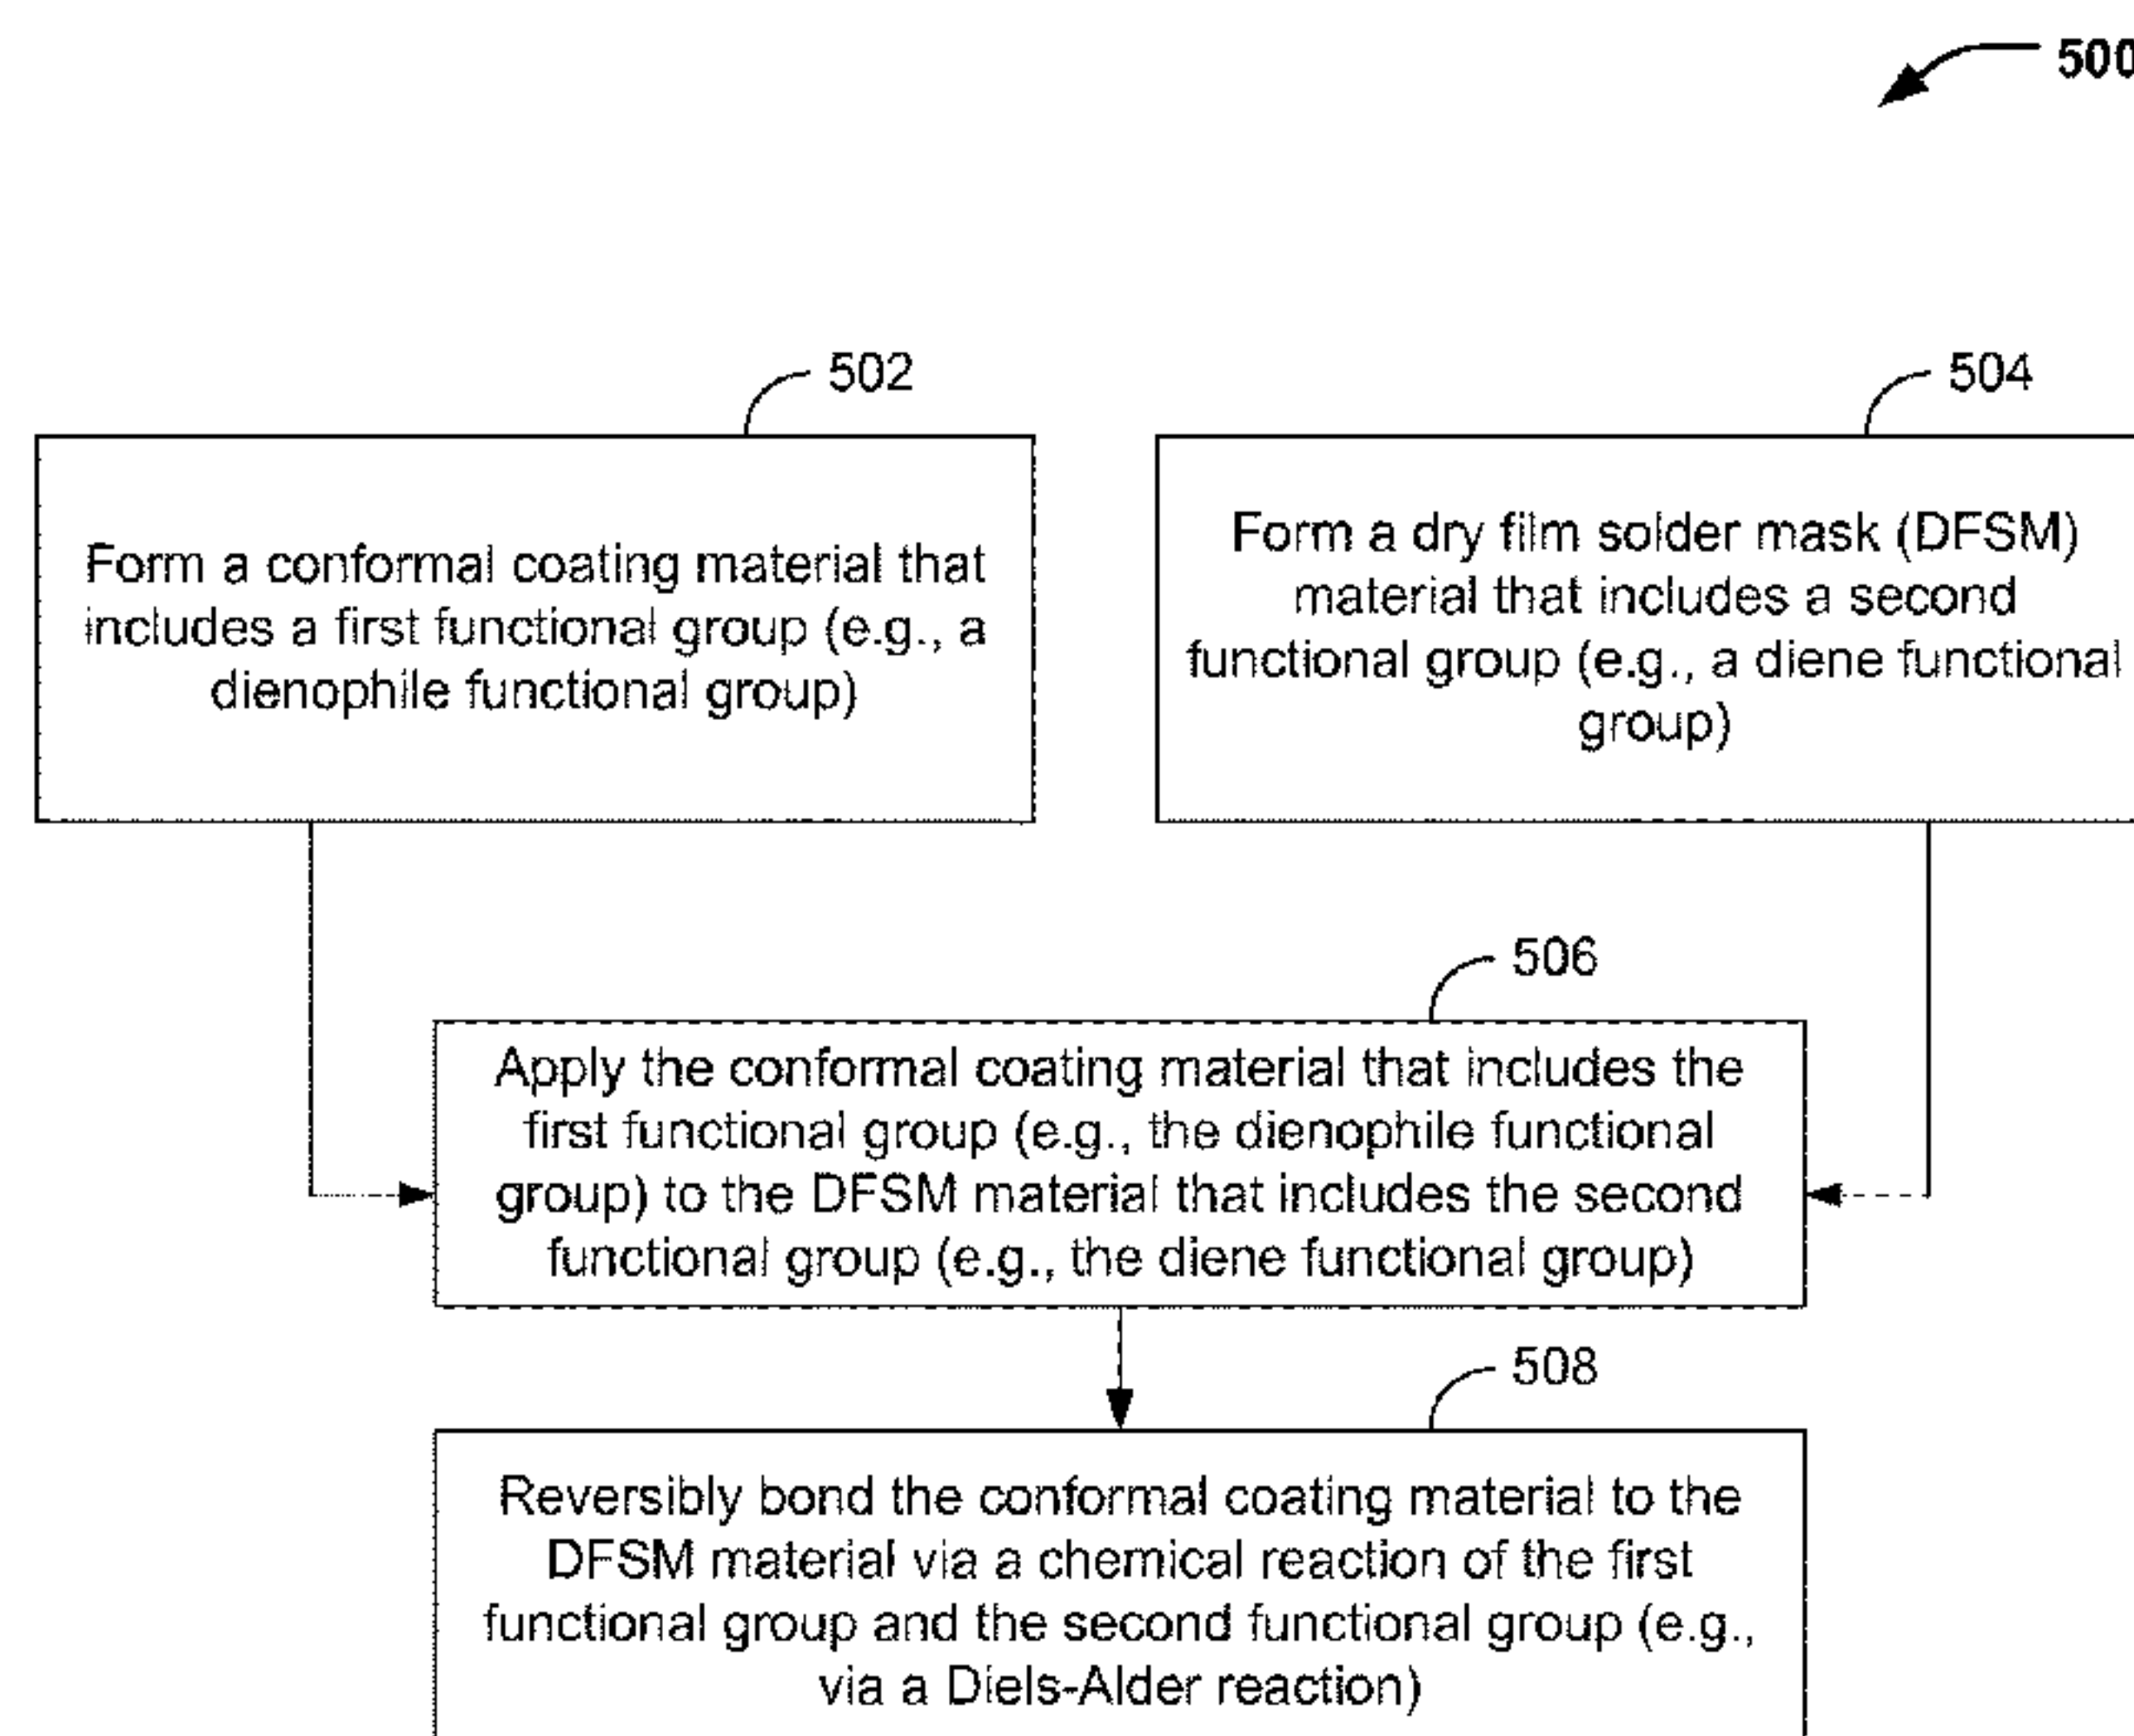 500
502
Form a conformal coating material that
includes a first functional group (e.g., a
dienophile functional group)
504
Form a dry film solder mask (DFSM)
material that includes a second
functional group (e.g., a diene functional
group)
506
Apply the conformal coating material that includes the
first functional group (e.g., the dienophile functional
group) to the DFSM material that includes the second
functional group (e.g., the diene functional group)
508
Reversibly bond the conformal coating material to the
DFSM material via a chemical reaction of the first
functional group and the second functional group (e.g.,
via a Diels-Alder reaction)